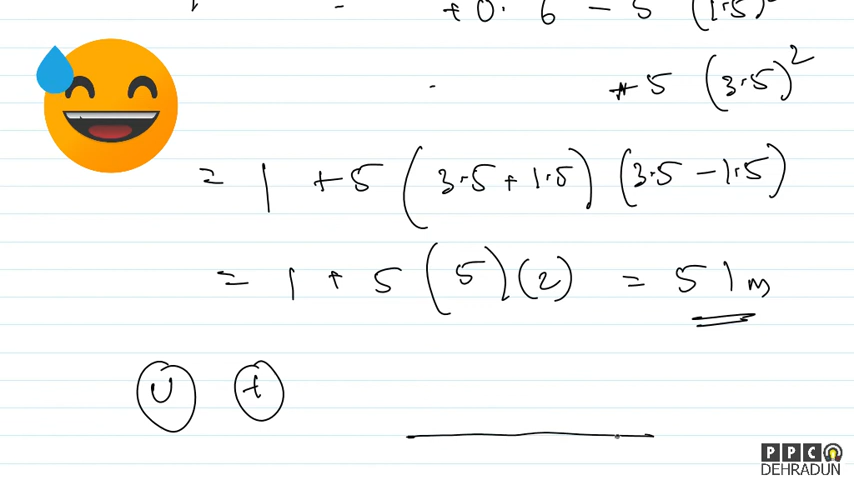 +0.6 - 5 (1.5)²
+ 5 (3.5)²
= 1 + 5 (3.5 + 1.5) (3.5 - 1.5)
= 1 + 5 (5) (2) = 51 m
U t
PPC
DEHRADUN